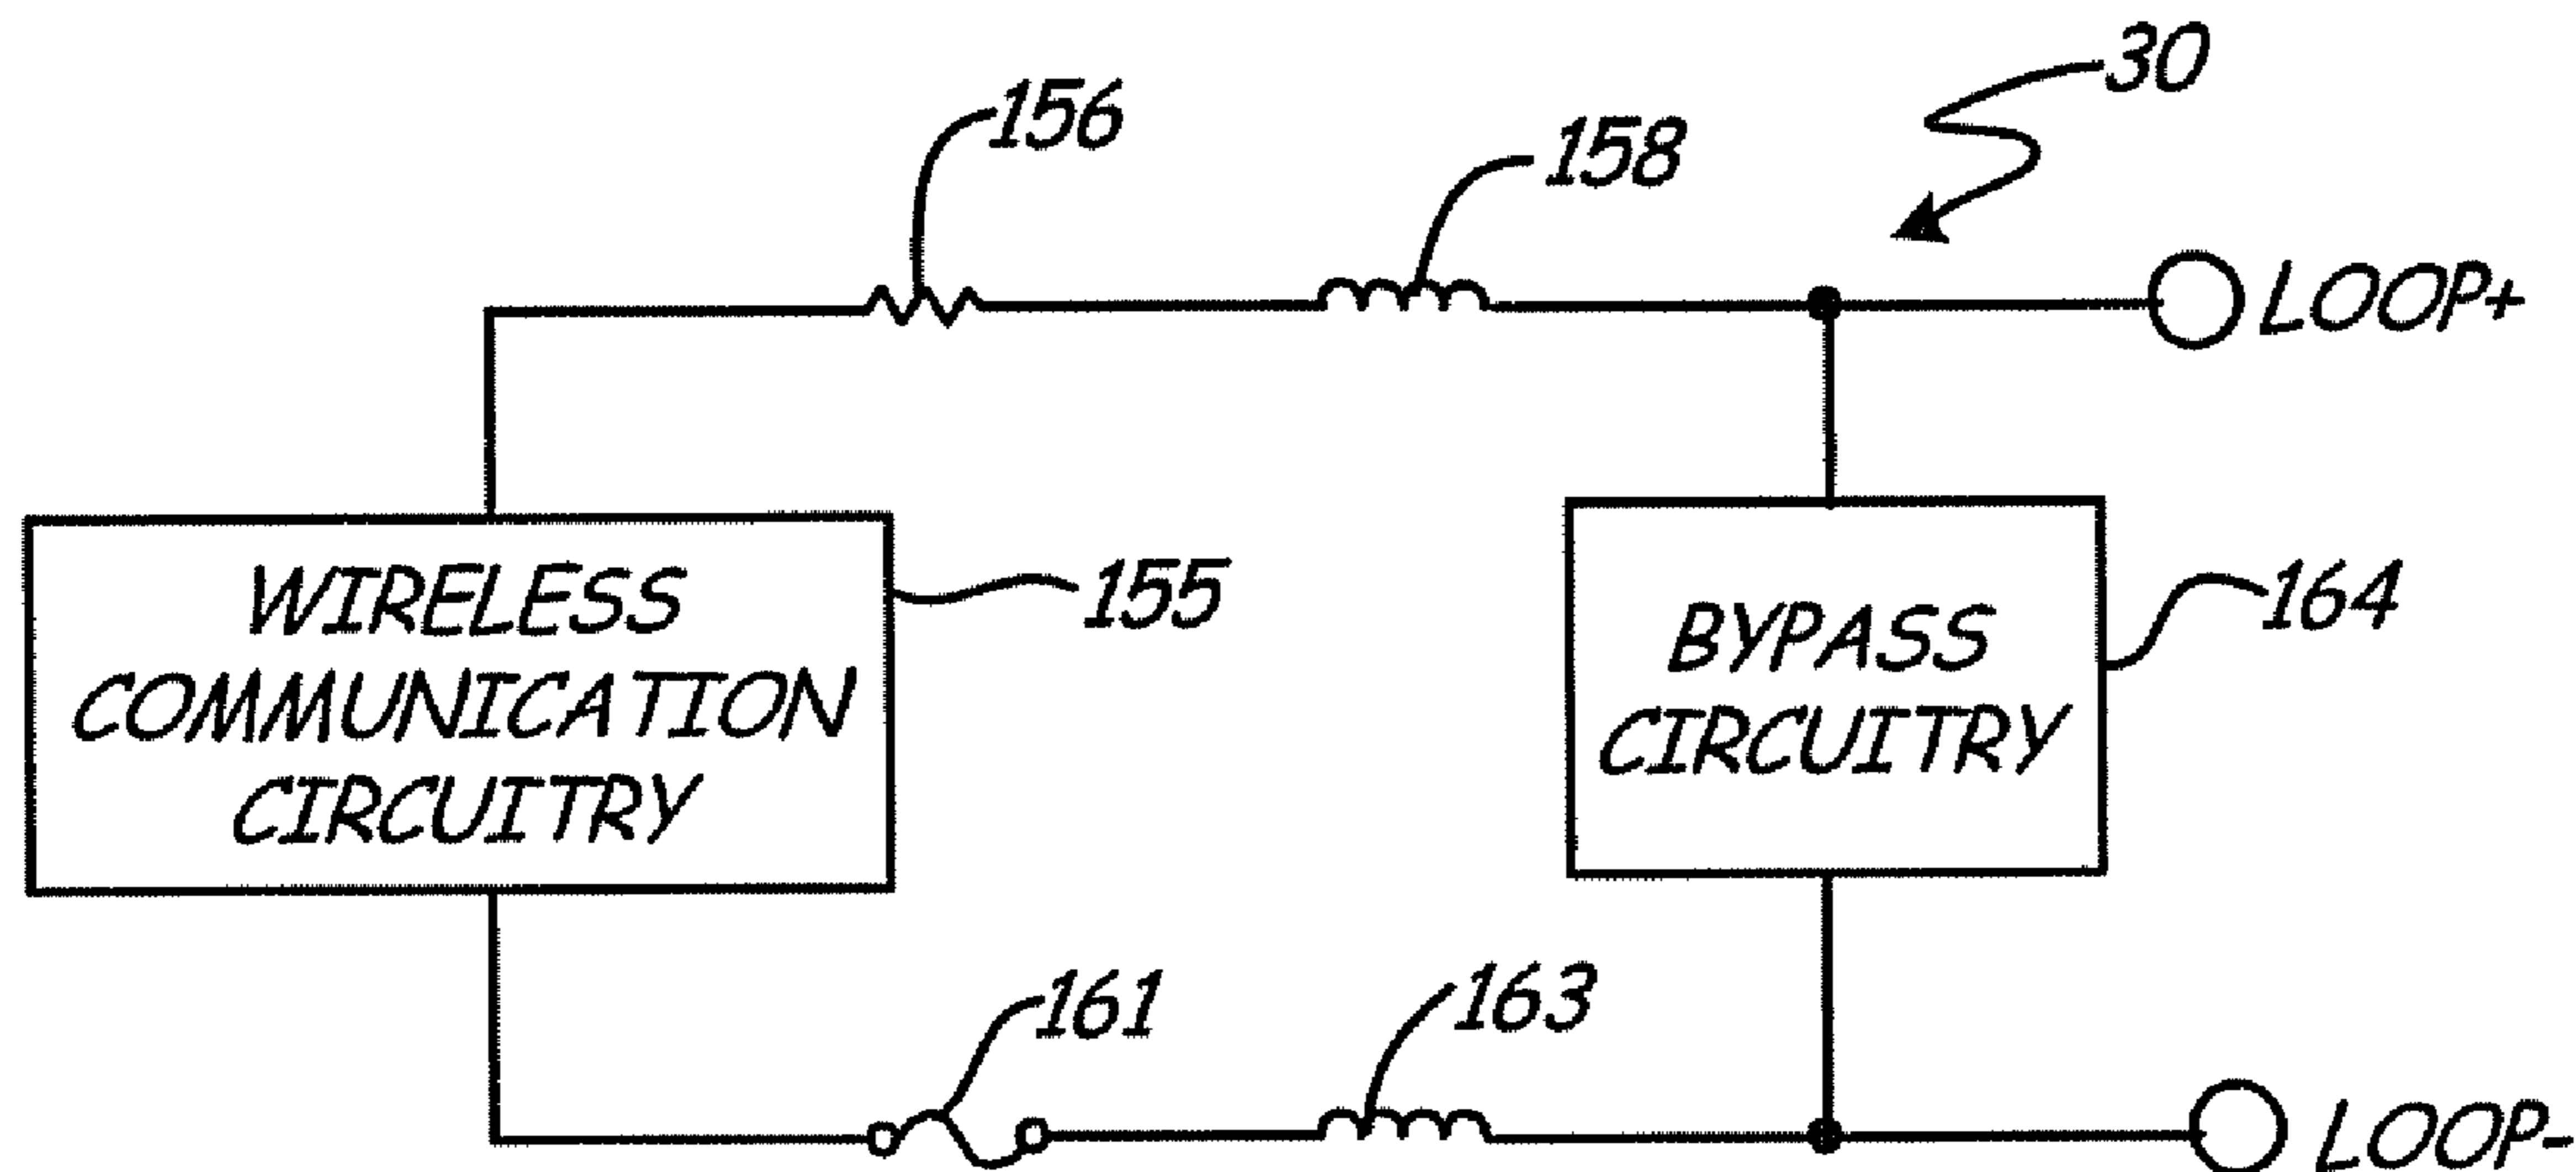 30
156
158
LOOP+
WIRELESS
COMMUNICATION
CIRCUITRY
155
BYPASS
CIRCUITRY
164
161
163
LOOP-